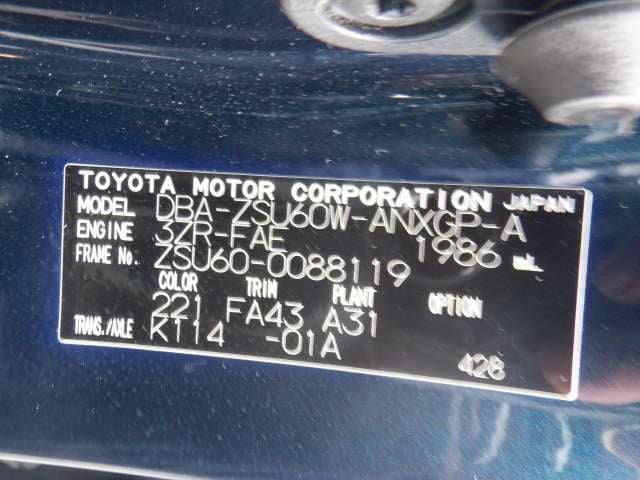 TOYOTA MOTOR CORPORATION JAPAN
MODEL DBA-ZSU60W-ANXGP-A
ENGINE 3ZR-FAE 1986 mL
FRAME No. ZSU60-0088119
COLOR TRIM PLANT OPTION
221 FA43 A31
TRANS./AXLE K114 -01A
428